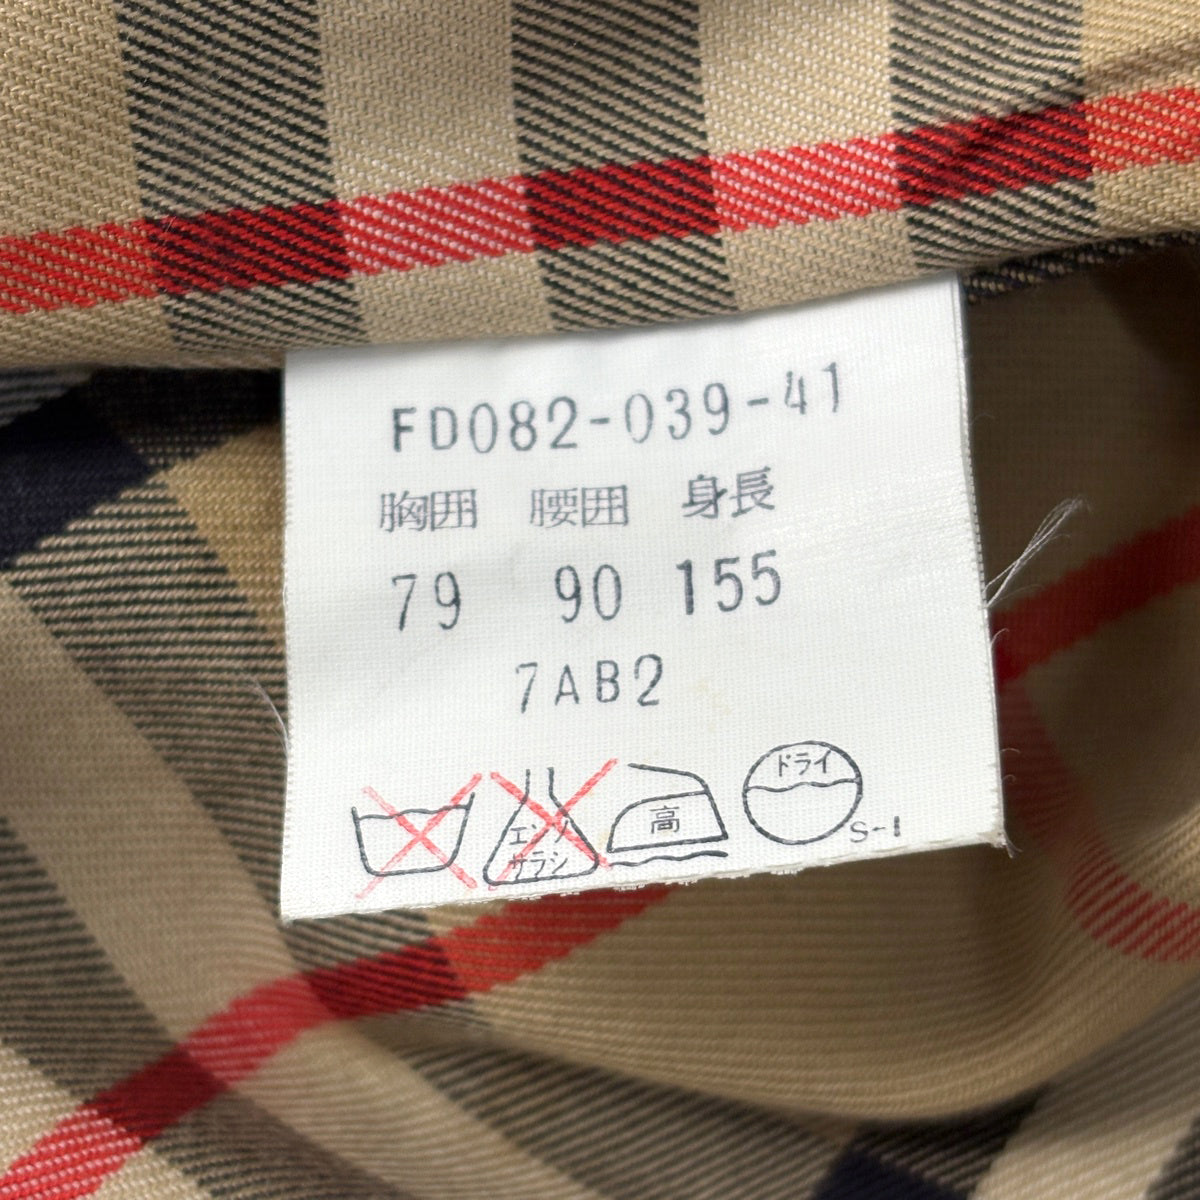 FD082-039-41
胸囲 腰囲 身長
79 90 155
7AB2
エンソ サラシ 高 ドライ S-1